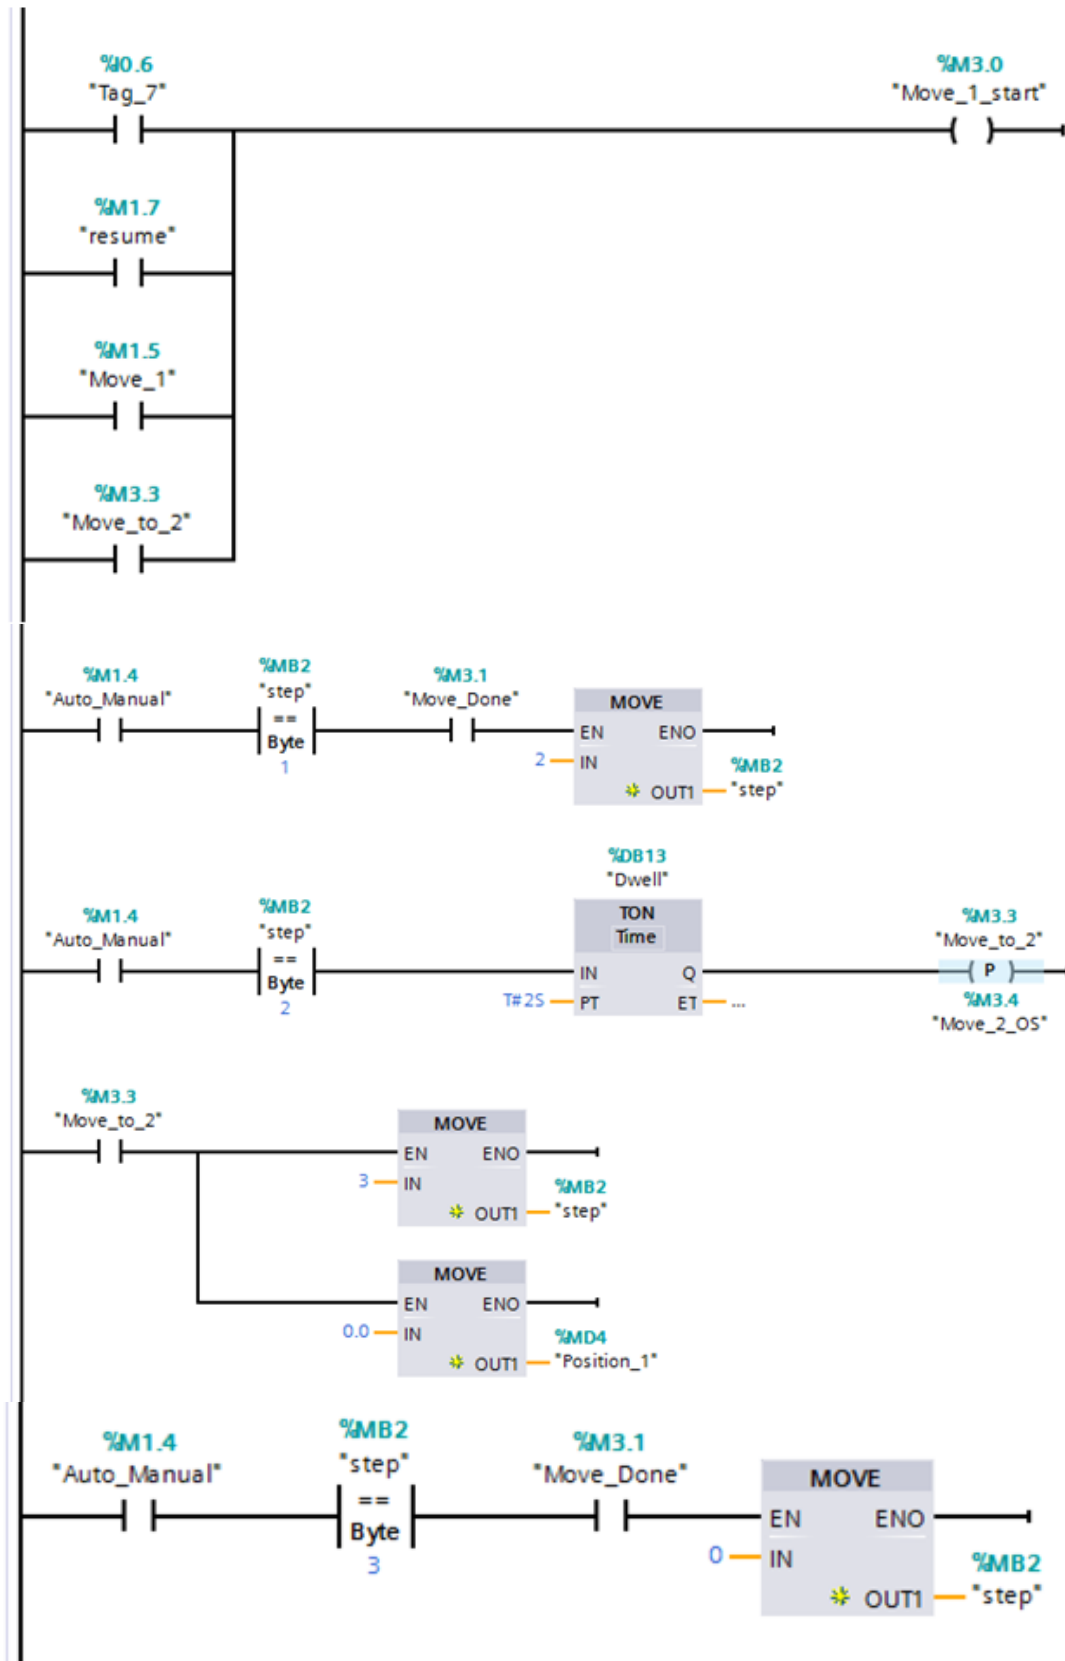 %I0.6
"Tag_7"
%M3.0
"Move_1_start"
( )
%M1.7
"resume"
%M1.5
"Move_1"
%M3.3
"Move_to_2"
%M1.4
"Auto_Manual"
%MB2
"step"
==
Byte
1
%M3.1
"Move_Done"
MOVE
EN ENO
2 IN
OUT1
%MB2
"step"
%M1.4
"Auto_Manual"
%MB2
"step"
==
Byte
2
%DB13
"Dwell"
TON
Time
IN Q
T#2S PT ET ...
%M3.3
"Move_to_2"
( P )
%M3.4
"Move_2_OS"
%M3.3
"Move_to_2"
MOVE
EN ENO
3 IN
OUT1
%MB2
"step"
MOVE
EN ENO
0.0 IN
OUT1
%MD4
"Position_1"
%M1.4
"Auto_Manual"
%MB2
"step"
==
Byte
3
%M3.1
"Move_Done"
MOVE
EN ENO
0 IN
OUT1
%MB2
"step"